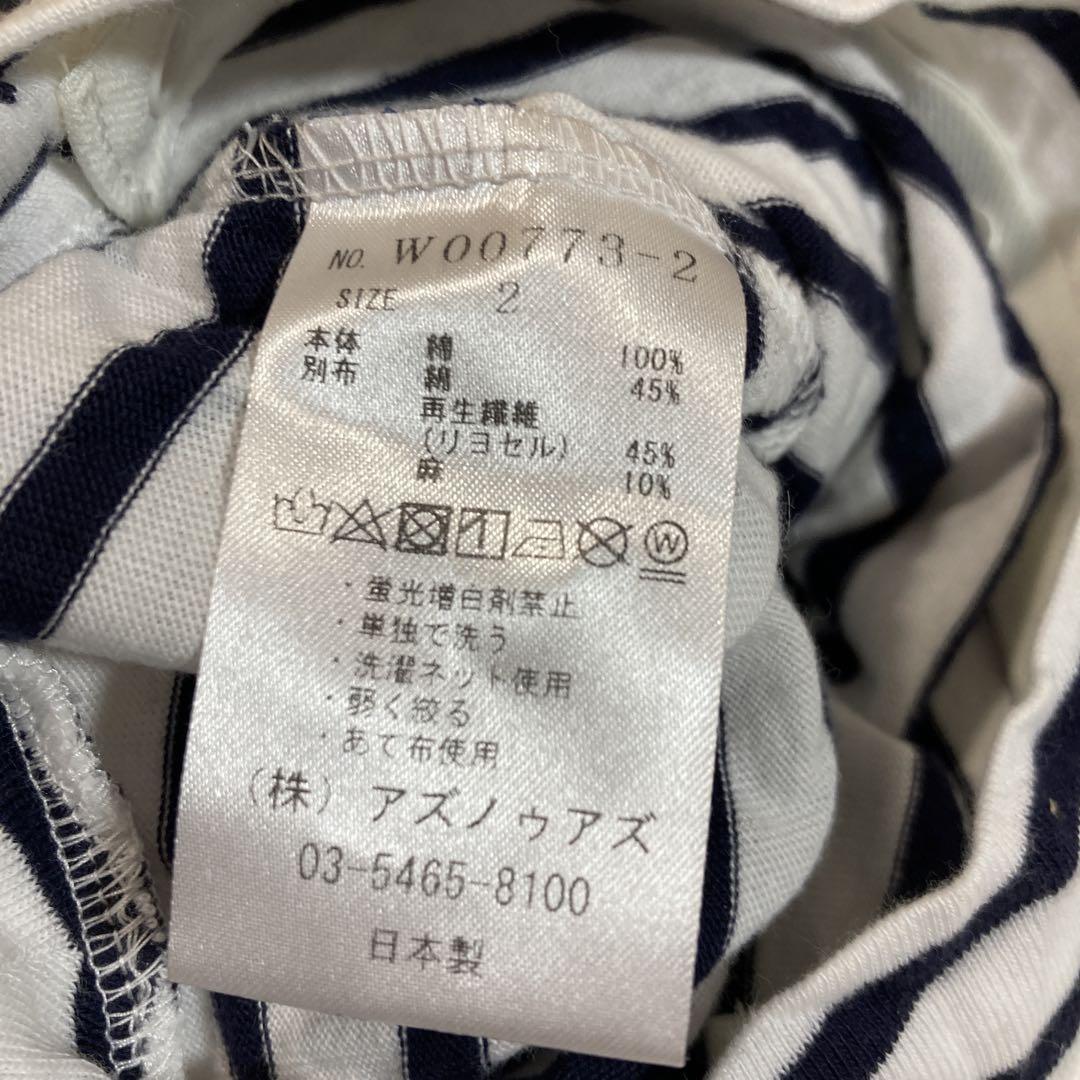 NO. W00773-2
SIZE 2
本体 綿 100%
別布 綿 45%
再生繊維
(リヨセル) 45%
麻 10%
W
・蛍光増白剤禁止
・単独で洗う
・洗濯ネット使用
・弱く絞る
・あて布使用
(株) アズノゥアズ
03-5465-8100
日本製